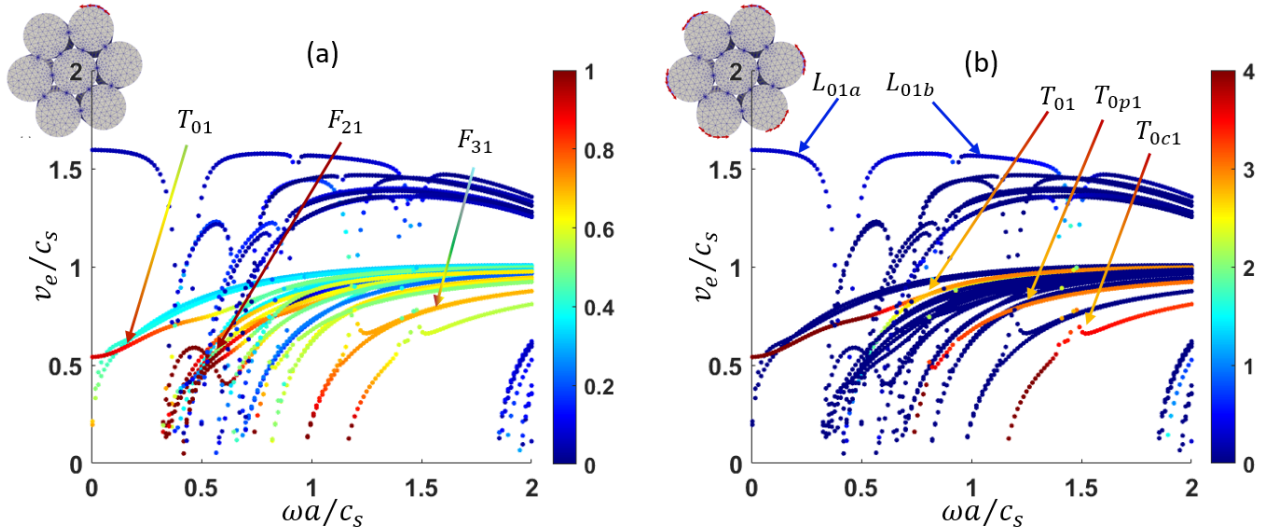 (a)
2
T₀₁
F₂₁
F₃₁
1.5
1
0.5
0
vₑ/cₛ
0
0.5
1
1.5
2
ωa/cₛ
1
0.8
0.6
0.4
0.2
0
(b)
2
L₀₁ₐ
L₀₁b
T₀₁
T₀ₚ₁
T₀c₁
1.5
1
0.5
0
vₑ/cₛ
0
0.5
1
1.5
2
ωa/cₛ
4
3
2
1
0